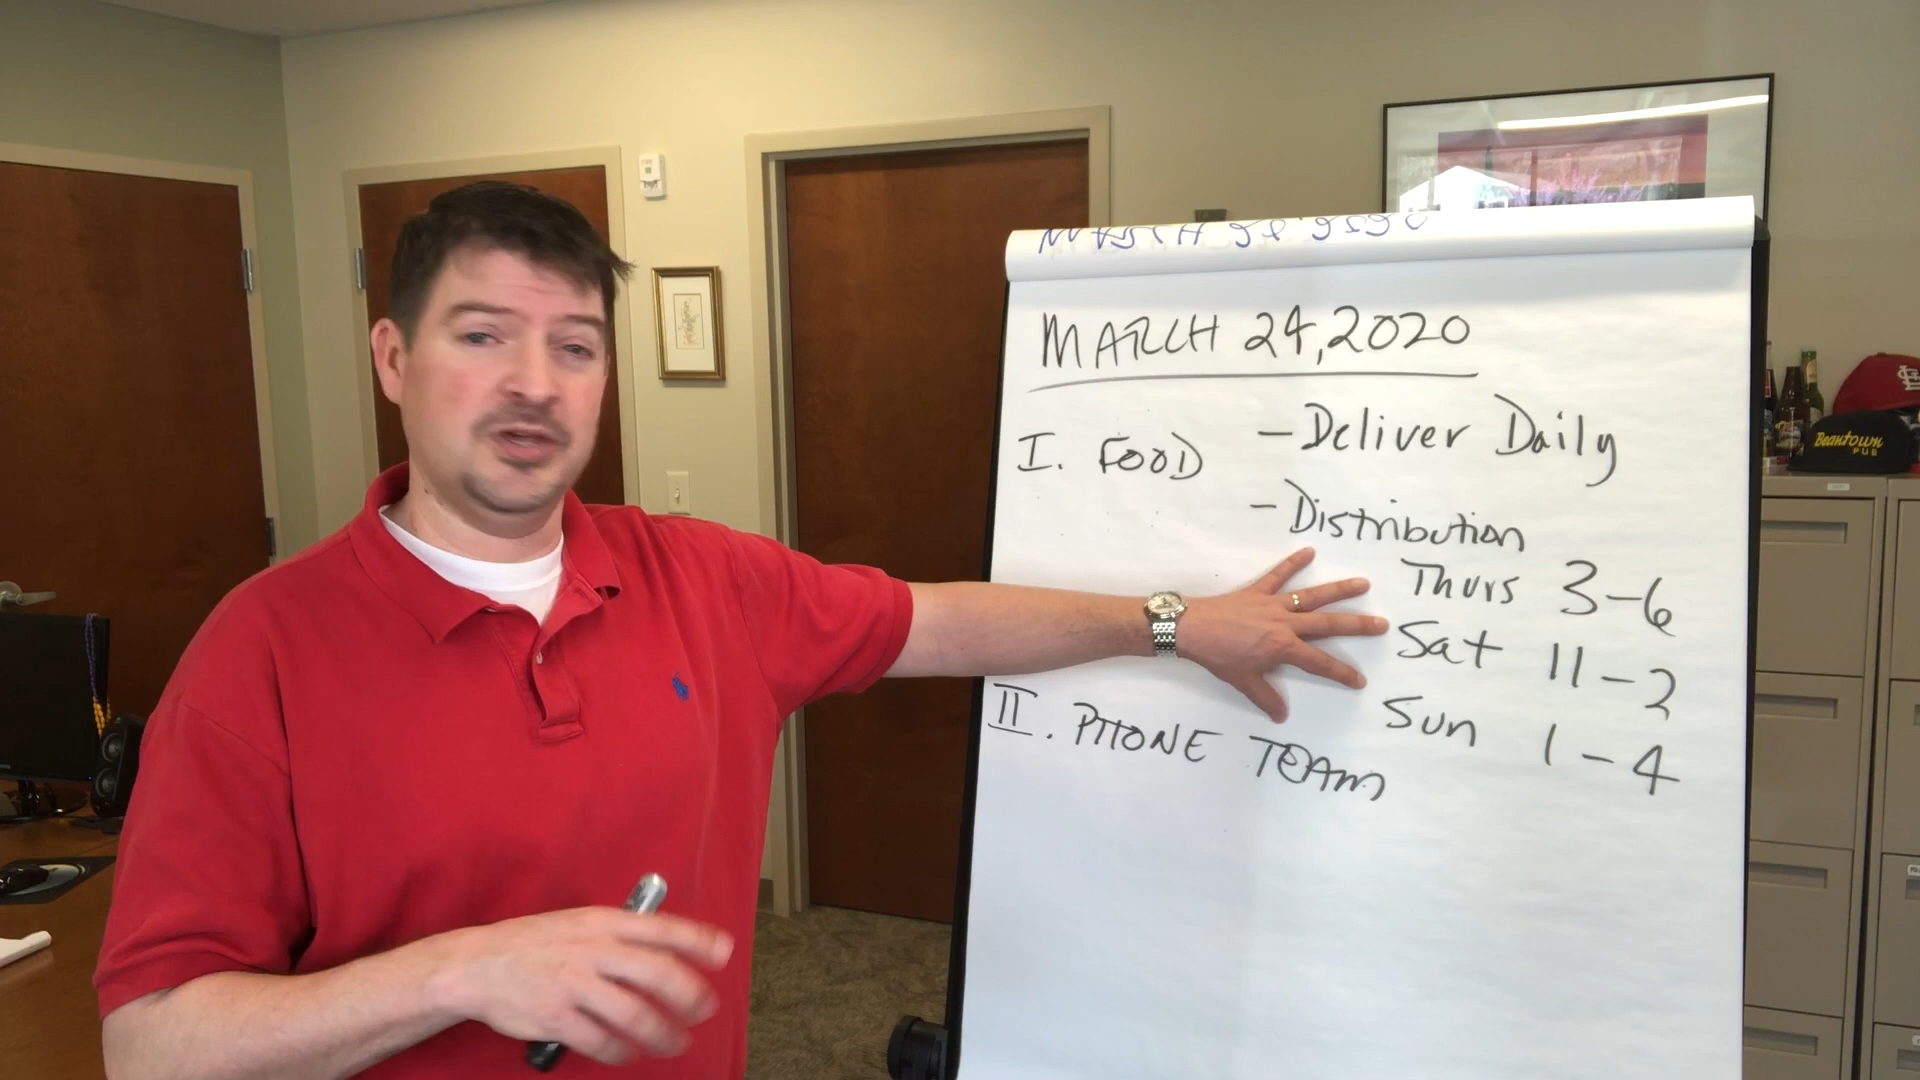 MARCH 24, 2020
I. FOOD - Deliver Daily
- Distribution
Thurs 3-6
Sat 11-2
Sun 1-4
II. PHONE TEAM
Beantown
PUB